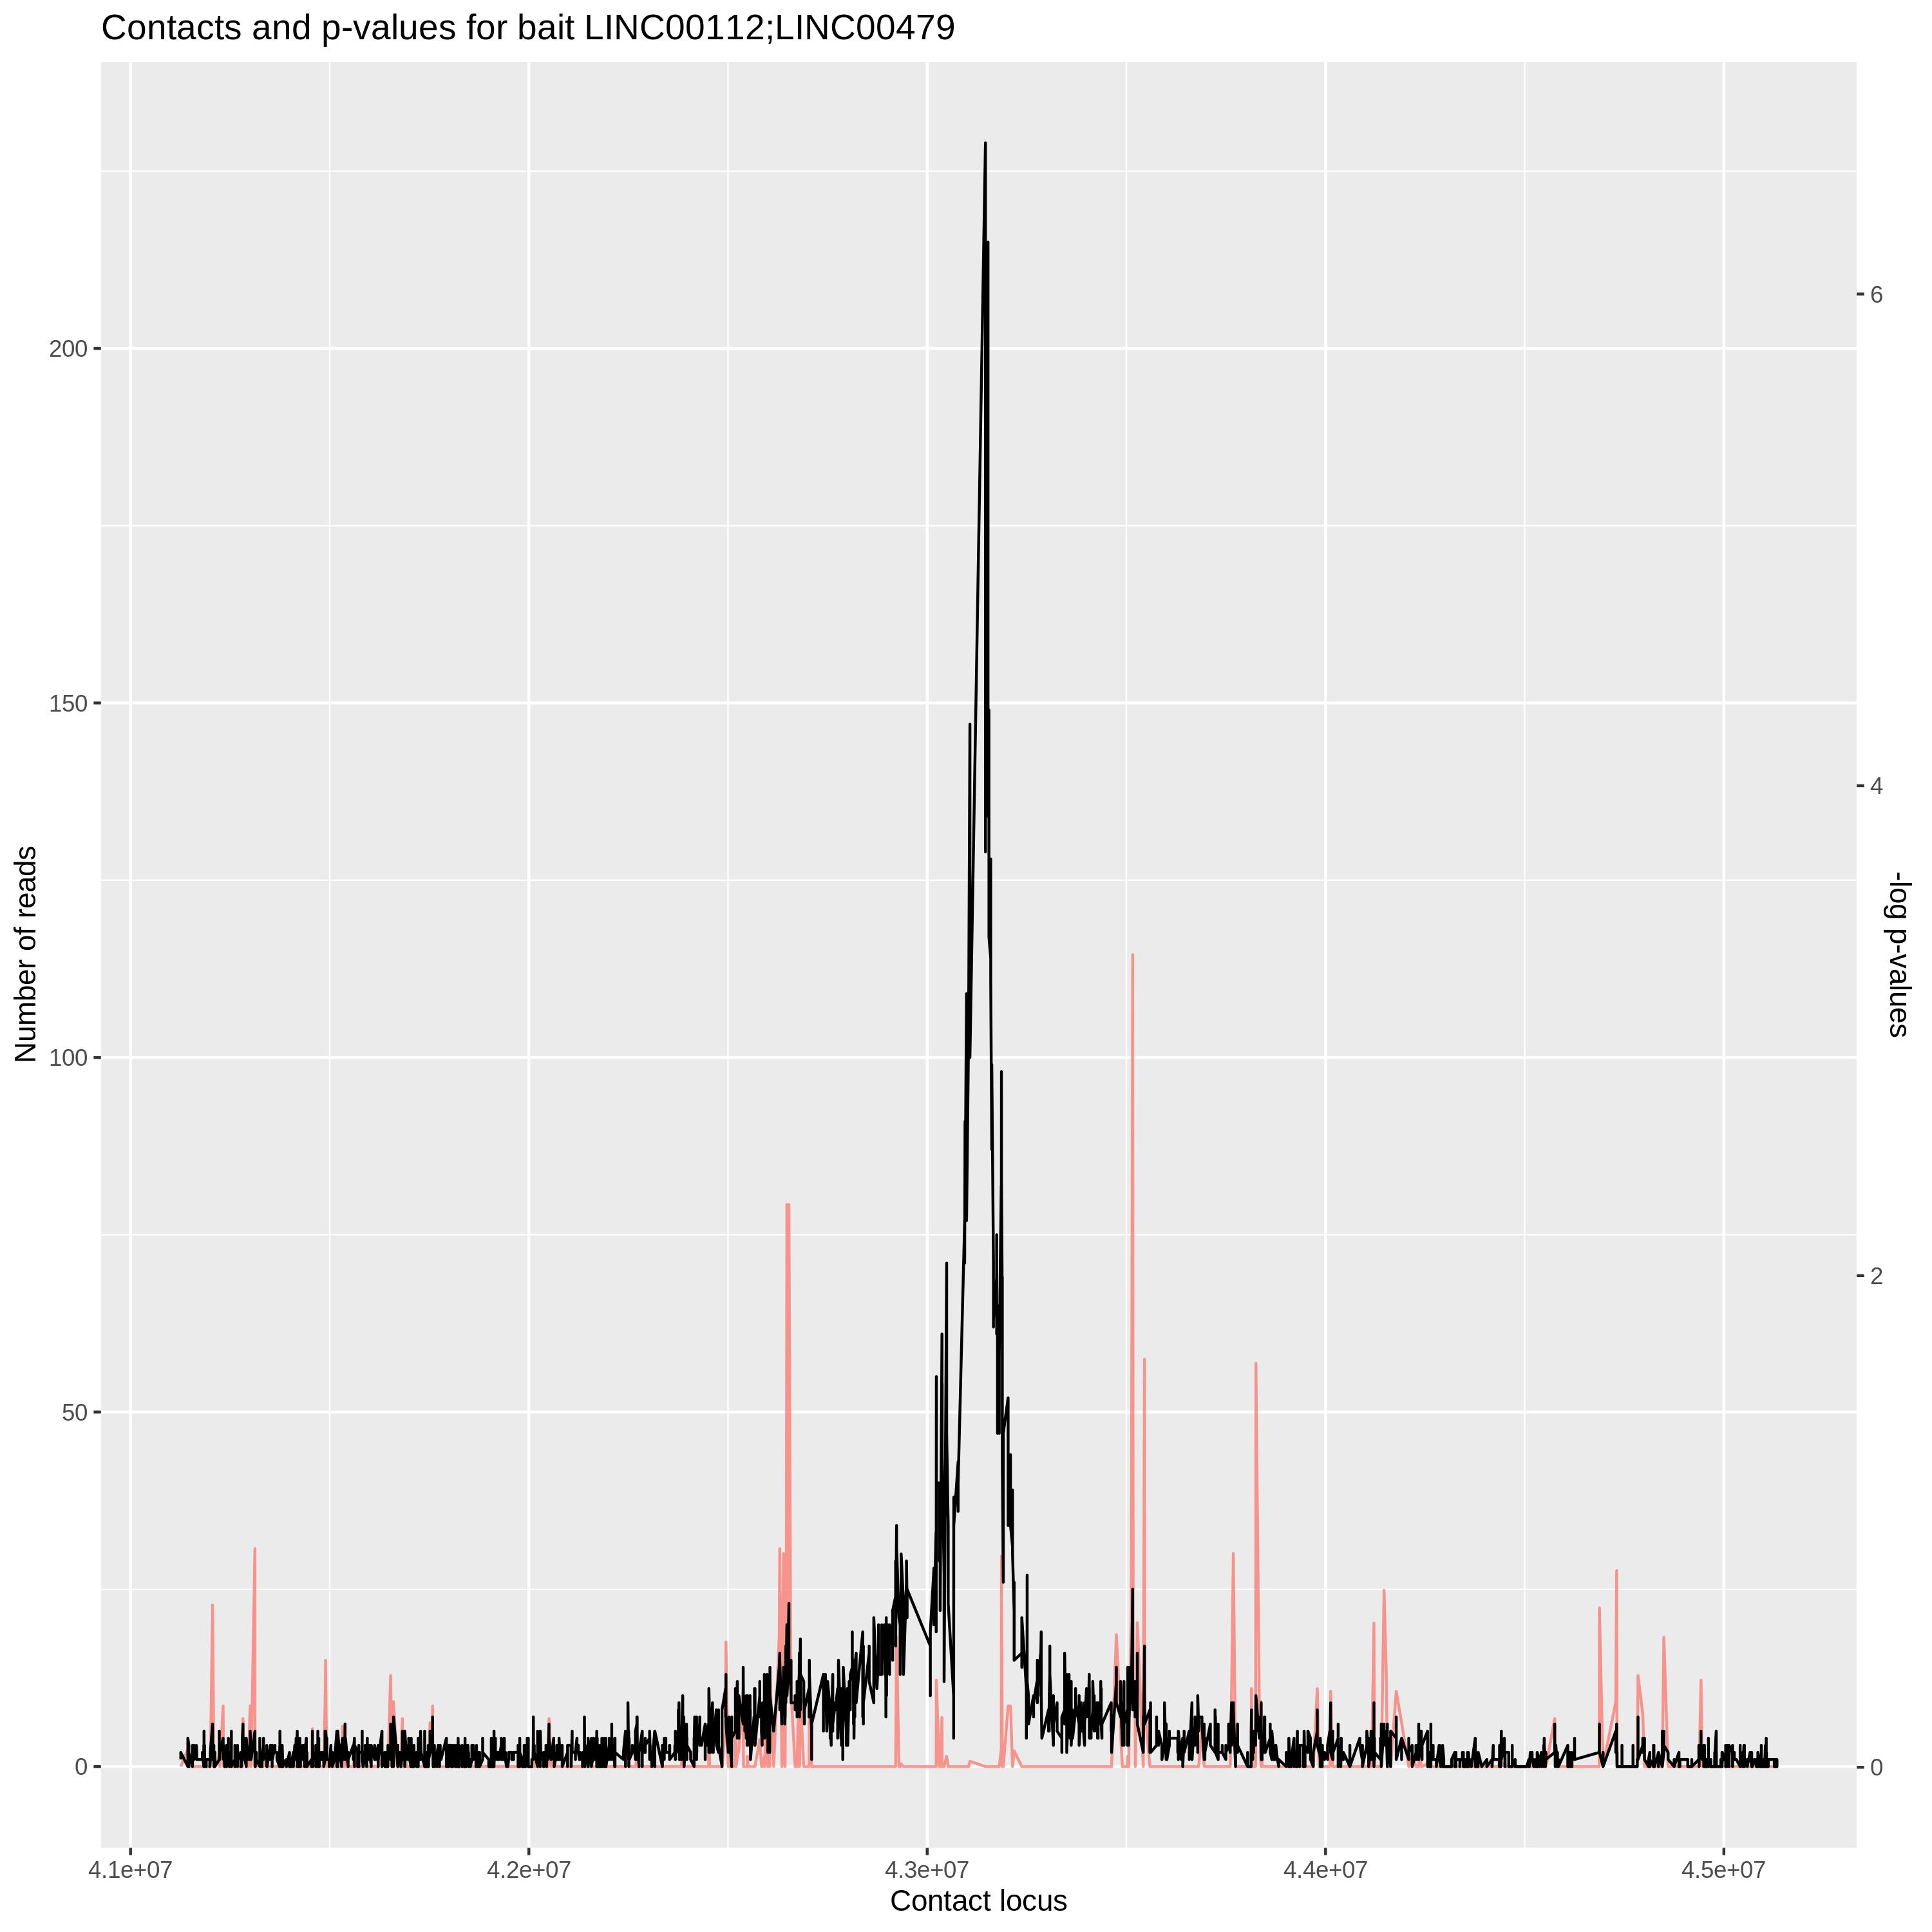 Contacts and p-values for bait LINC00112;LINC00479
Number of reads
200
150
100
50
0
6
4
2
0
-log p-values
4.1e+07
4.2e+07
4.3e+07
4.4e+07
4.5e+07
Contact locus